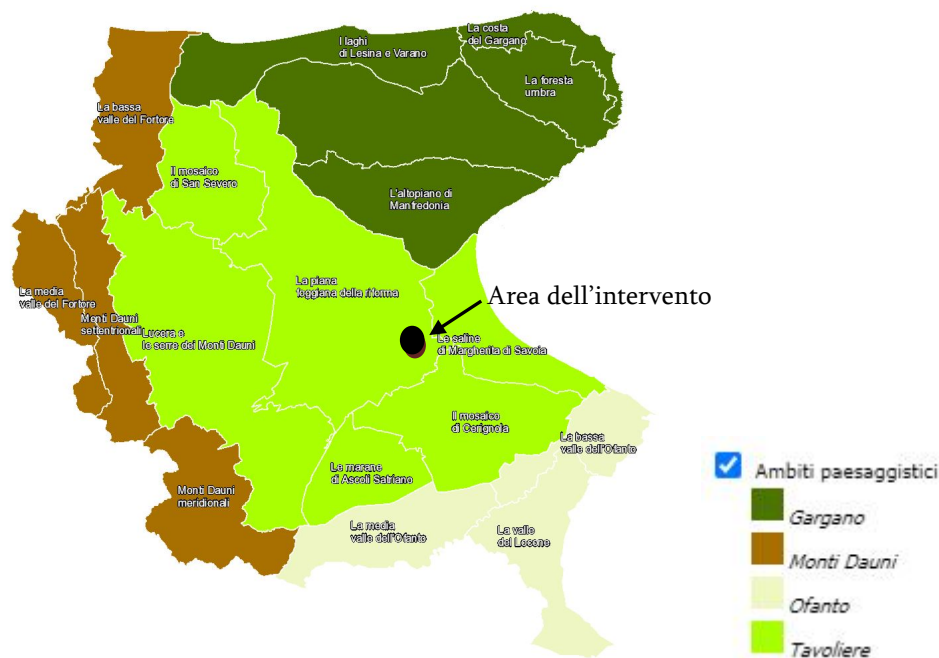 La costa
del Gargano
I laghi
di Lesina e Varano
La foresta
umbra
La bassa
valle del Fortore
Il mosaico
di San Severo
L'altopiano di
Manfredonia
La piana
foggiana della riforma
Area dell'intervento
La media
valle del Fortore
Monti Dauni
settentrionali
Lucera e
le serre dei Monti Dauni
Le saline
di Margherita di Savoia
Il mosaico
di Cerignola
La bassa
valle dell'Ofanto
Le marane
di Ascoli Satriano
Monti Dauni
meridionali
La media
valle dell'Ofanto
La valle
del Locone
Ambiti paesaggistici
Gargano
Monti Dauni
Ofanto
Tavoliere